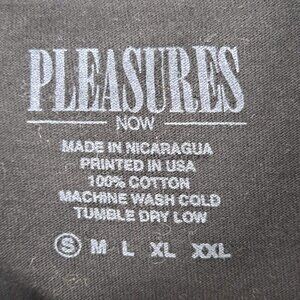 PLEASURES
NOW
MADE IN NICARAGUA
PRINTED IN USA
100% COTTON
MACHINE WASH COLD
TUMBLE DRY LOW
S M L XL XXL